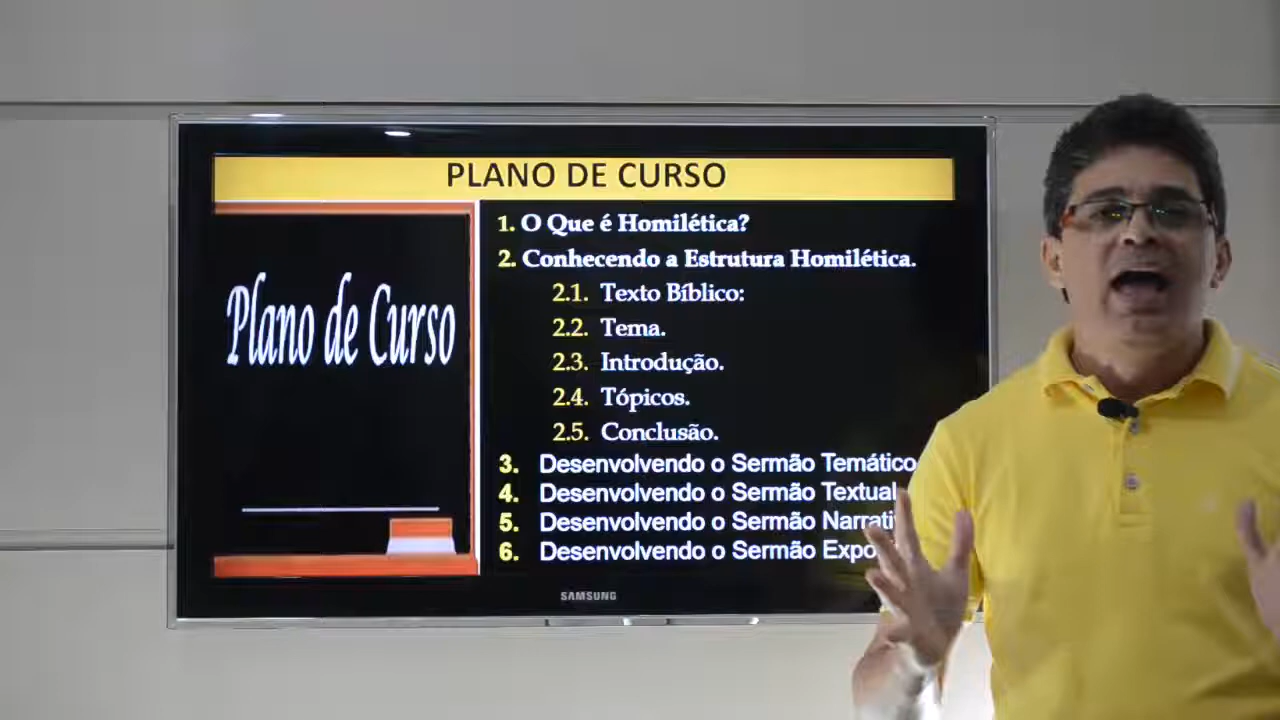 PLANO DE CURSO
Plano de Curso
1. O Que é Homilética?
2. Conhecendo a Estrutura Homilética.
2.1. Texto Bíblico:
2.2. Tema.
2.3. Introdução.
2.4. Tópicos.
2.5. Conclusão.
3. Desenvolvendo o Sermão Temático
4. Desenvolvendo o Sermão Textual
5. Desenvolvendo o Sermão
6. Desenvolvendo o Sermão
SAMSUNG